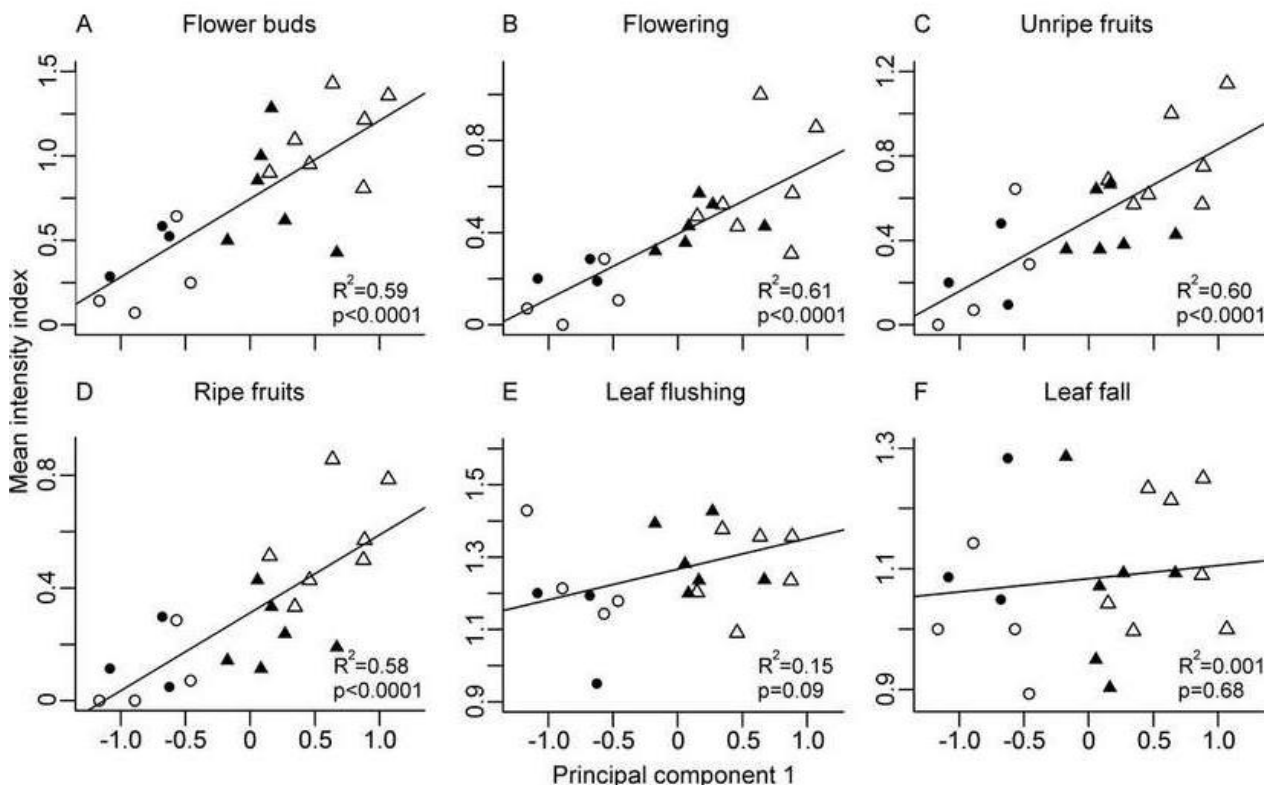 A Flower buds
B Flowering
C Unripe fruits
1.5
1.0
0.5
0
R²=0.59
p<0.0001
0.8
0.4
0
R²=0.61
p<0.0001
1.2
0.8
0.4
0
R²=0.60
p<0.0001
Mean intensity index
D Ripe fruits
E Leaf flushing
F Leaf fall
0.8
0.4
0
R²=0.58
p<0.0001
1.5
1.3
1.1
0.9
R²=0.15
p=0.09
1.3
1.1
0.9
R²=0.001
p=0.68
-1.0 -0.5 0 0.5 1.0
-1.0 -0.5 0 0.5 1.0
-1.0 -0.5 0 0.5 1.0
Principal component 1